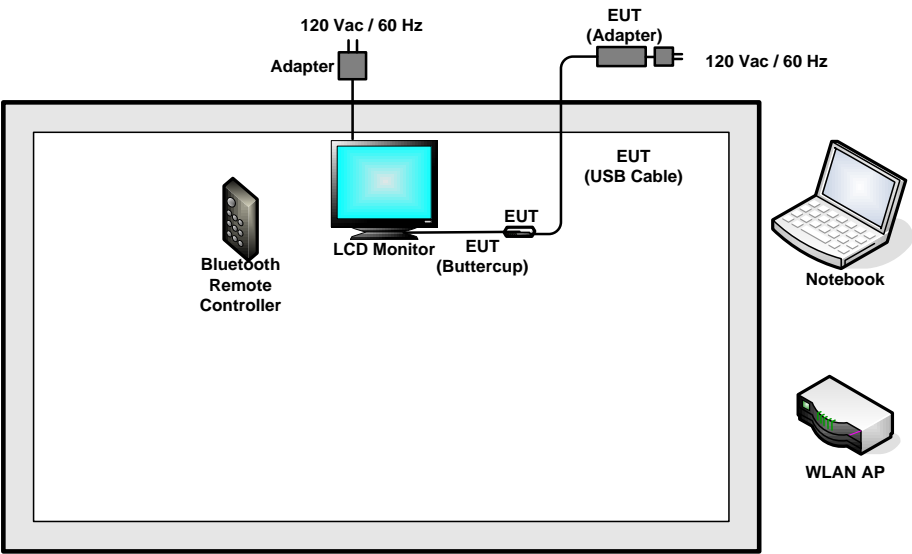 120 Vac / 60 Hz
Adapter
EUT
(Adapter)
120 Vac / 60 Hz
EUT
(USB Cable)
EUT
LCD Monitor
EUT
(Buttercup)
Bluetooth
Remote
Controller
Notebook
WLAN AP